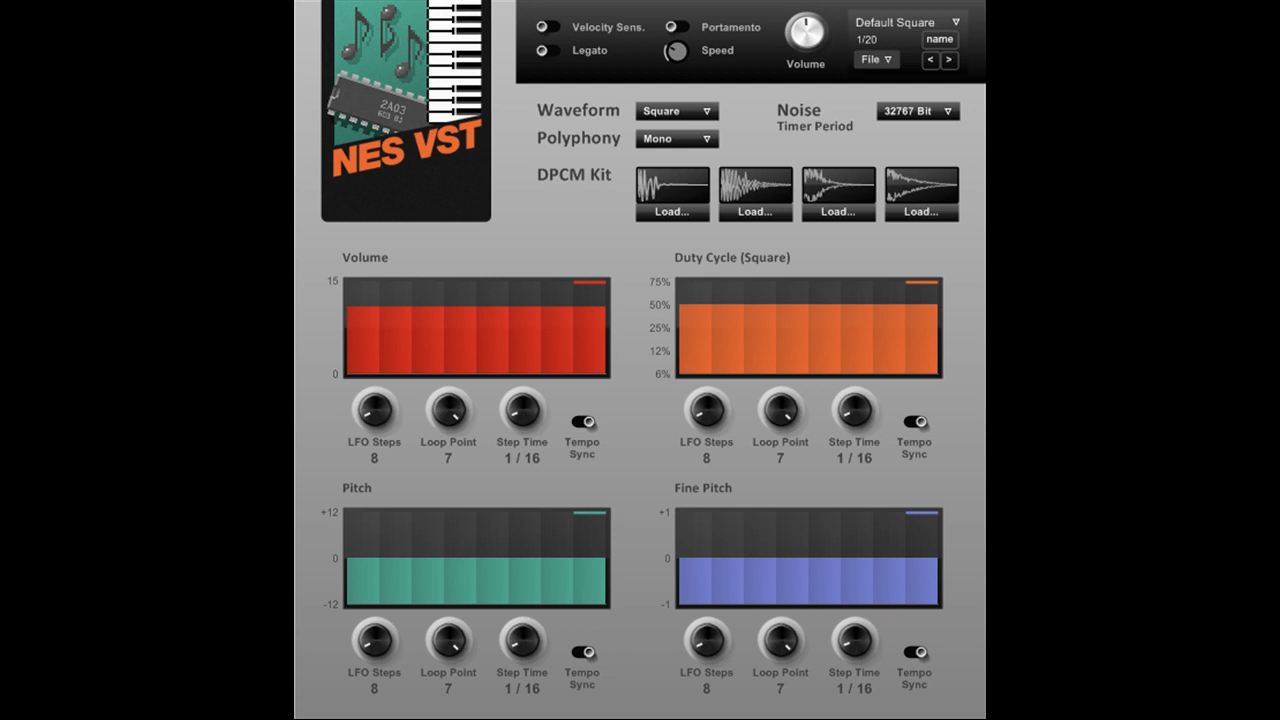 2A03
NES VST
Velocity Sens.
Portamento
Legato
Speed
Volume
Default Square
1/20
name
File
< >
Waveform
Square
Polyphony
Mono
Noise
Timer Period
32767 Bit
DPCM Kit
Load... Load... Load... Load...
Volume
15
0
LFO Steps
8
Loop Point
7
Step Time
1 / 16
Tempo
Sync
Duty Cycle (Square)
75%
50%
25%
12%
6%
LFO Steps
8
Loop Point
7
Step Time
1 / 16
Tempo
Sync
Pitch
+12
0
-12
LFO Steps
8
Loop Point
7
Step Time
1 / 16
Tempo
Sync
Fine Pitch
+1
0
-1
LFO Steps
8
Loop Point
7
Step Time
1 / 16
Tempo
Sync